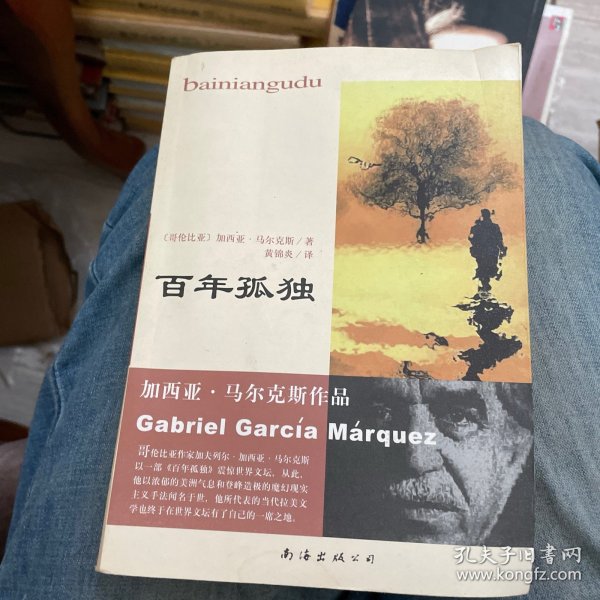 bainiangudu
〔哥伦比亚〕加西亚·马尔克斯／著
黄锦炎／译
百年孤独
加西亚·马尔克斯作品
Gabriel García Márquez
哥伦比亚作家加夫列尔·加西亚·马尔克斯
以一部《百年孤独》震惊世界文坛，从此，
他以浓郁的美洲气息和登峰造极的魔幻现实
主义手法闻名于世，他所代表的当代拉美文
学也终于在世界文坛有了自己的一席之地。
南海出版公司
孔夫子旧书网
www.kongfz.com